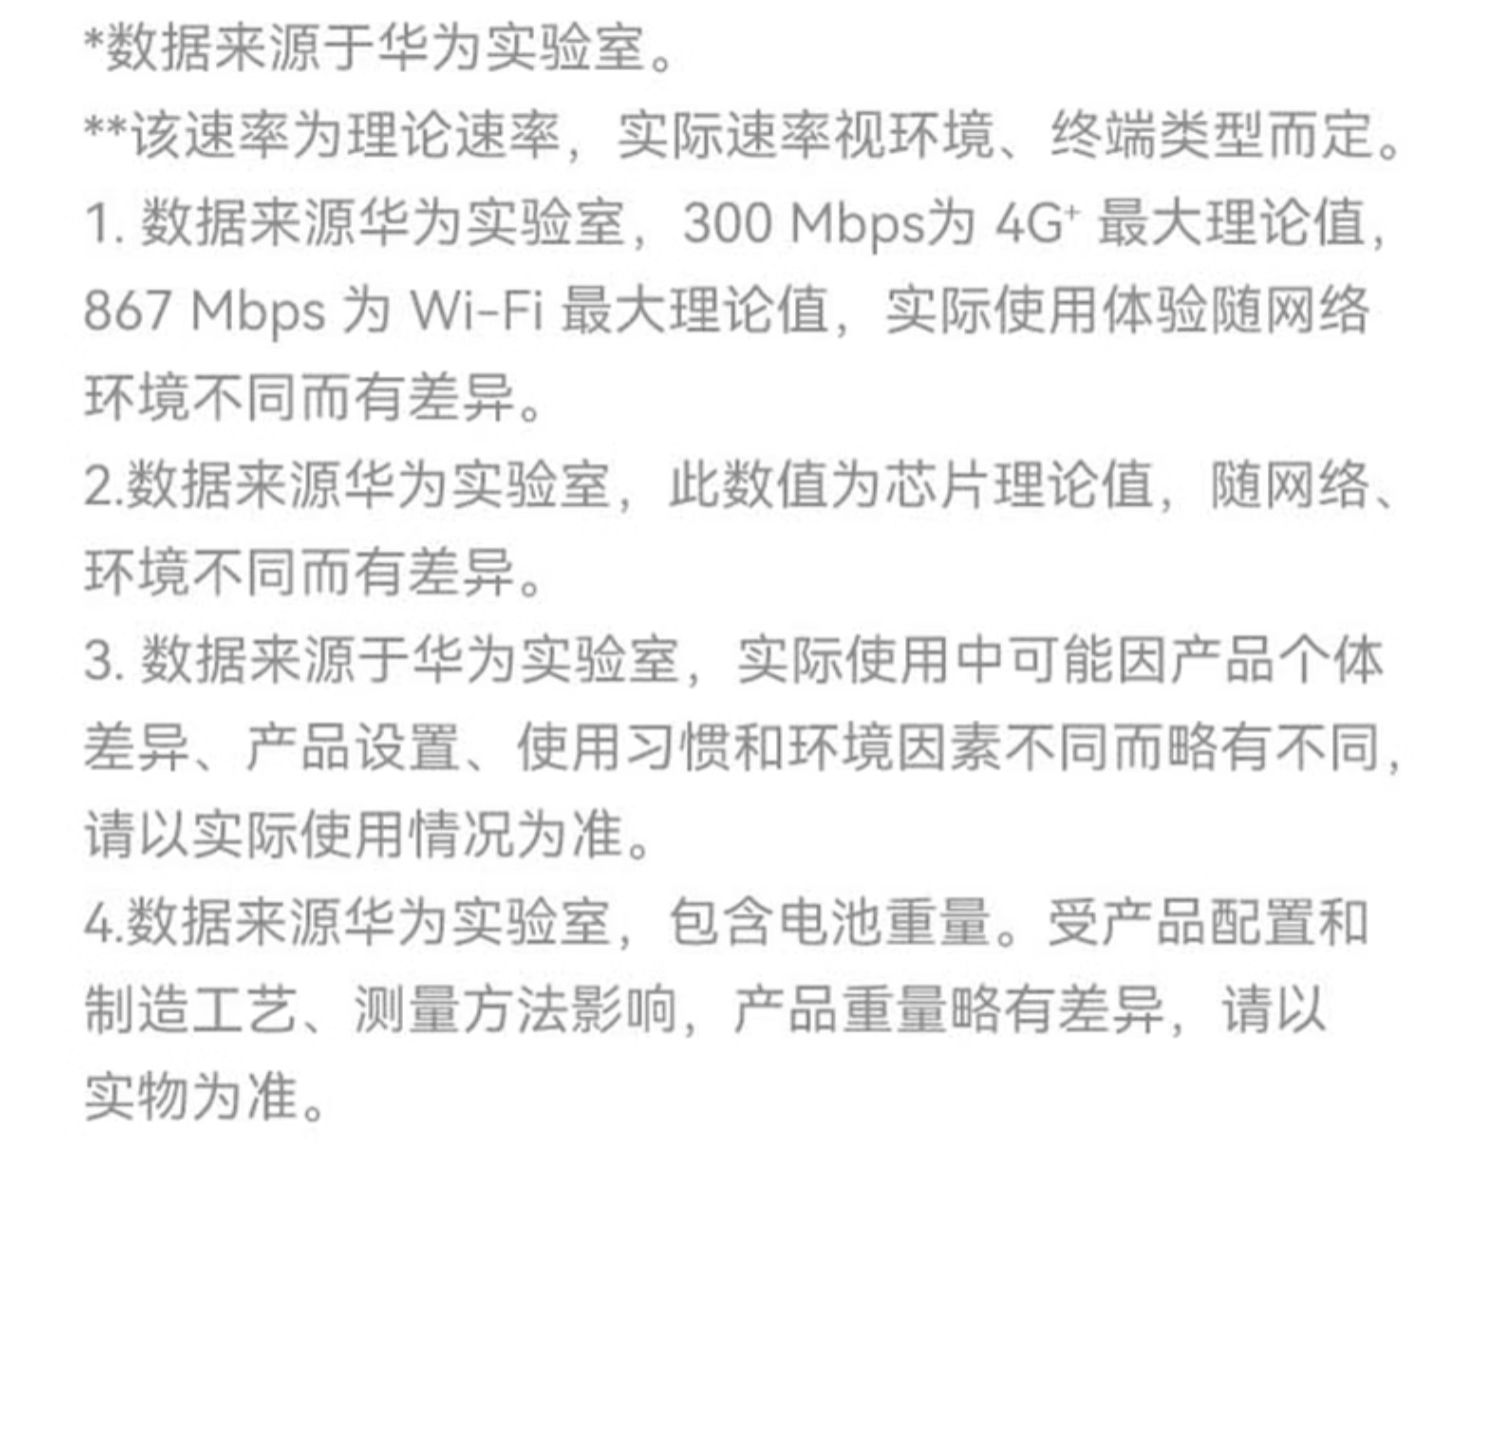 *数据来源于华为实验室。
**该速率为理论速率，实际速率视环境、终端类型而定。
1. 数据来源华为实验室，300 Mbps为 4G⁺ 最大理论值，
867 Mbps 为 Wi-Fi 最大理论值，实际使用体验随网络
环境不同而有差异。
2.数据来源华为实验室，此数值为芯片理论值，随网络、
环境不同而有差异。
3. 数据来源于华为实验室，实际使用中可能因产品个体
差异、产品设置、使用习惯和环境因素不同而略有不同，
请以实际使用情况为准。
4.数据来源华为实验室，包含电池重量。受产品配置和
制造工艺、测量方法影响，产品重量略有差异，请以
实物为准。